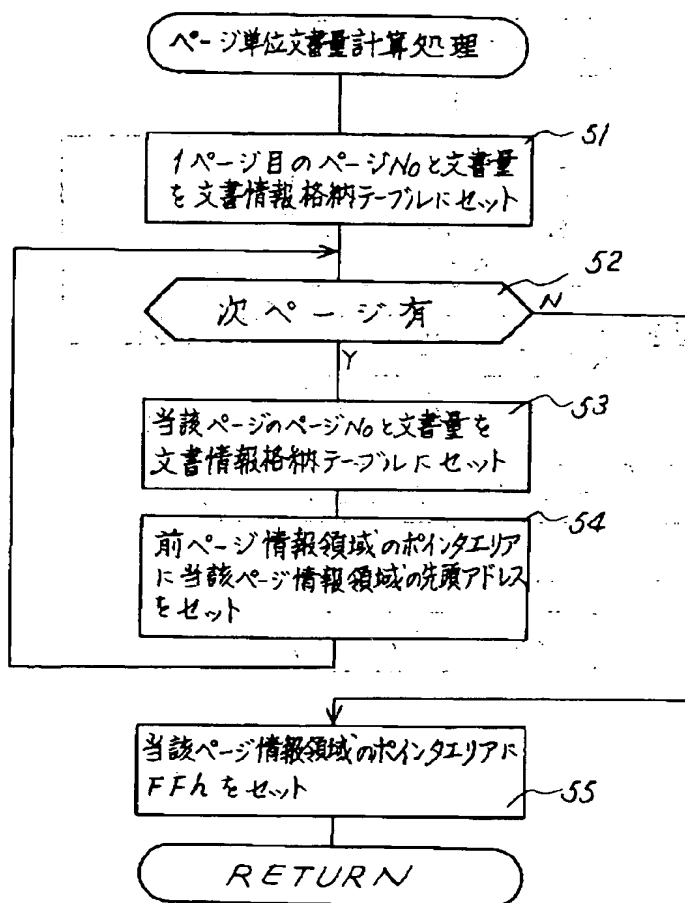 ページ単位文書量計算処理
51
1ページ目のページNoと文書量
を文書情報格納テーブルにセット
52
次ページ有
N
Y
53
当該ページのページNoと文書量を
文書情報格納テーブルにセット
54
前ページ情報領域のポインタエリア
に当該ページ情報領域の先頭アドレス
をセット
当該ページ情報領域のポインタエリアに
FFhをセット
55
RETURN